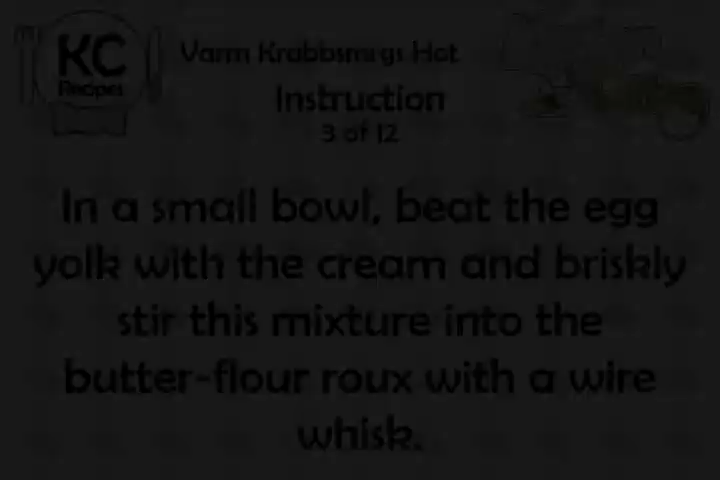 KC
Recipes
Varm Krabbsmrgs Hot
Instruction
3 of 12
In a small bowl, beat the egg
yolk with the cream and briskly
stir this mixture into the
butter-flour roux with a wire
whisk.